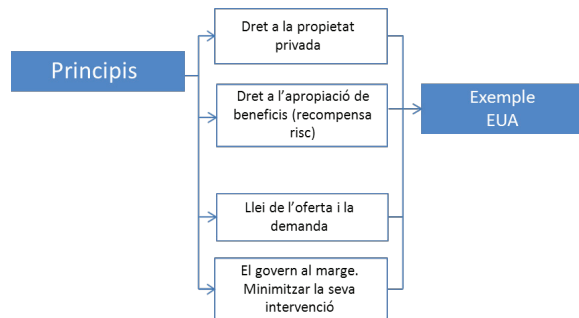 Principis
Dret a la propietat
privada
Dret a l’apropiació de
beneficis (recompensa
risc)
Llei de l’oferta i la
demanda
El govern al marge.
Minimitzar la seva
intervenció
Exemple
EUA